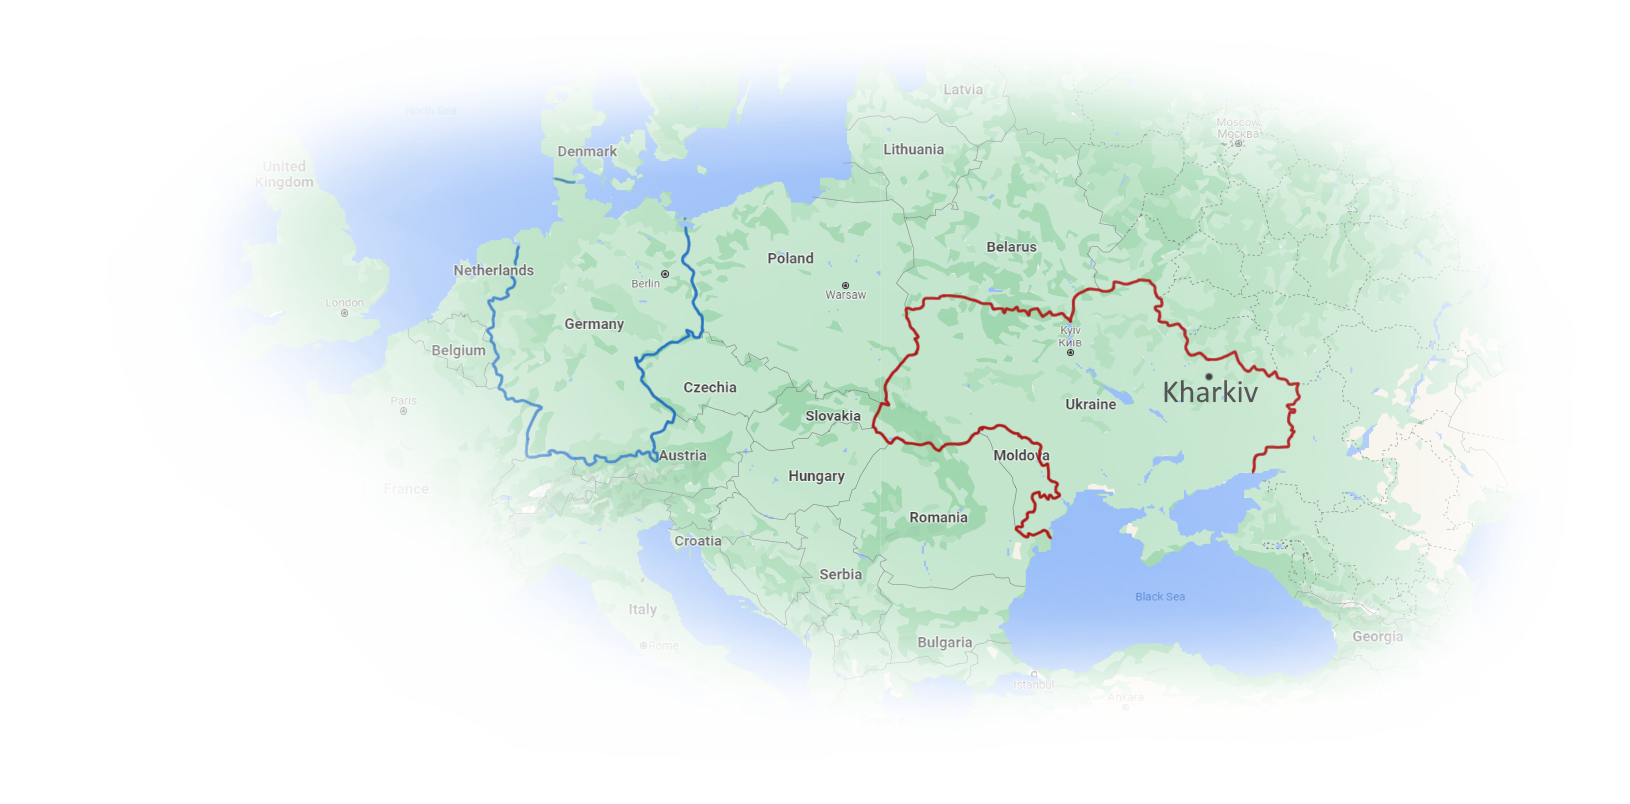 Latvia
North Sea
Moscow
Москва
Denmark
Lithuania
United
Kingdom
Belarus
Poland
Netherlands
Berlin
Warsaw
London
Germany
Kyiv
Київ
Belgium
Czechia
Kharkiv
Paris
Ukraine
Slovakia
Austria
Moldova
Hungary
France
Romania
Croatia
Serbia
Black Sea
Italy
Georgia
Bulgaria
Rome
Istanbul
Ankara